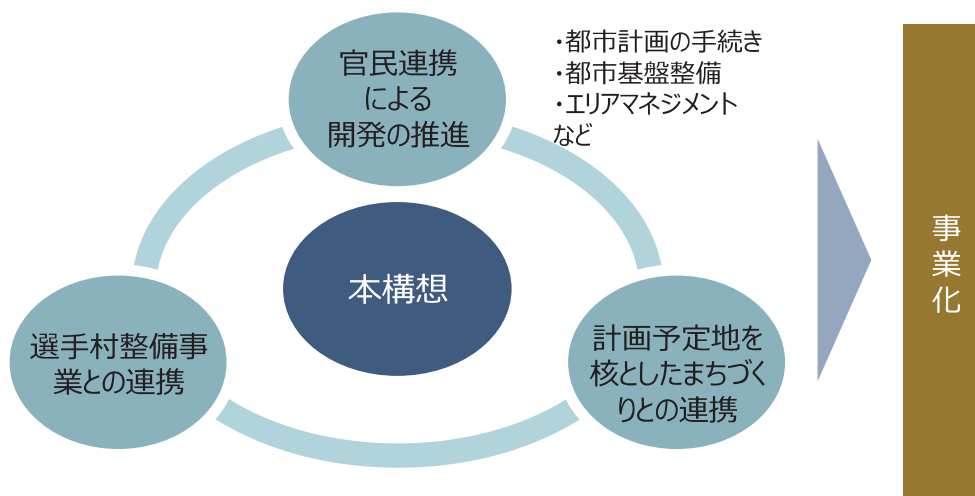 官民連携
による
開発の推進
・都市計画の手続き
・都市基盤整備
・エリアマネジメント
など
本構想
選手村整備事
業との連携
計画予定地を
核としたまちづく
りとの連携
事
業
化